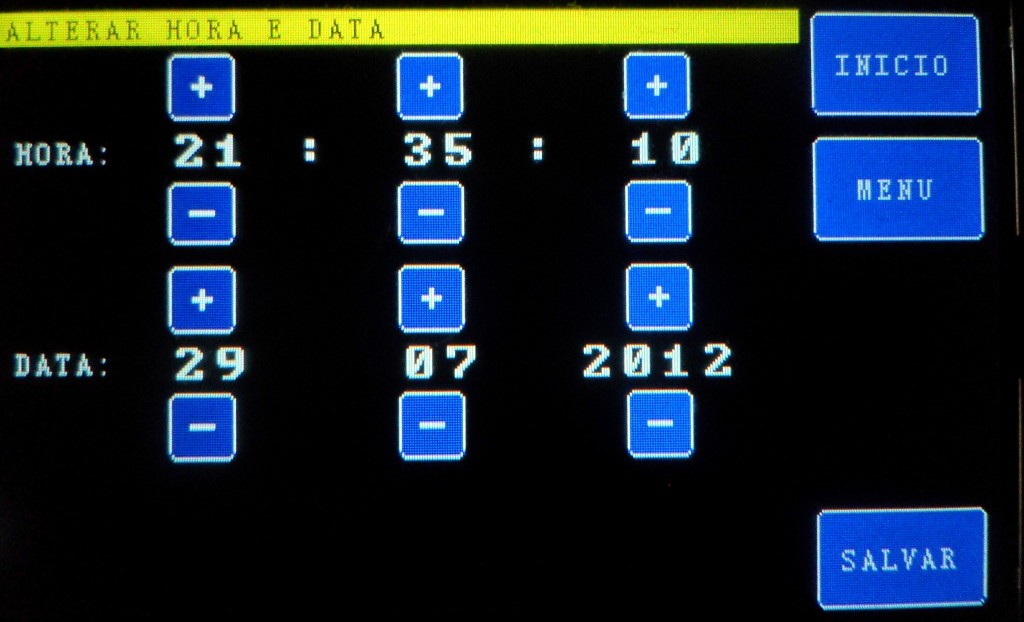 ALTERAR HORA E DATA
INICIO
+ + +
HORA: 21 : 35 : 10
MENU
- - -
+ + +
DATA: 29 07 2012
- - -
SALVAR